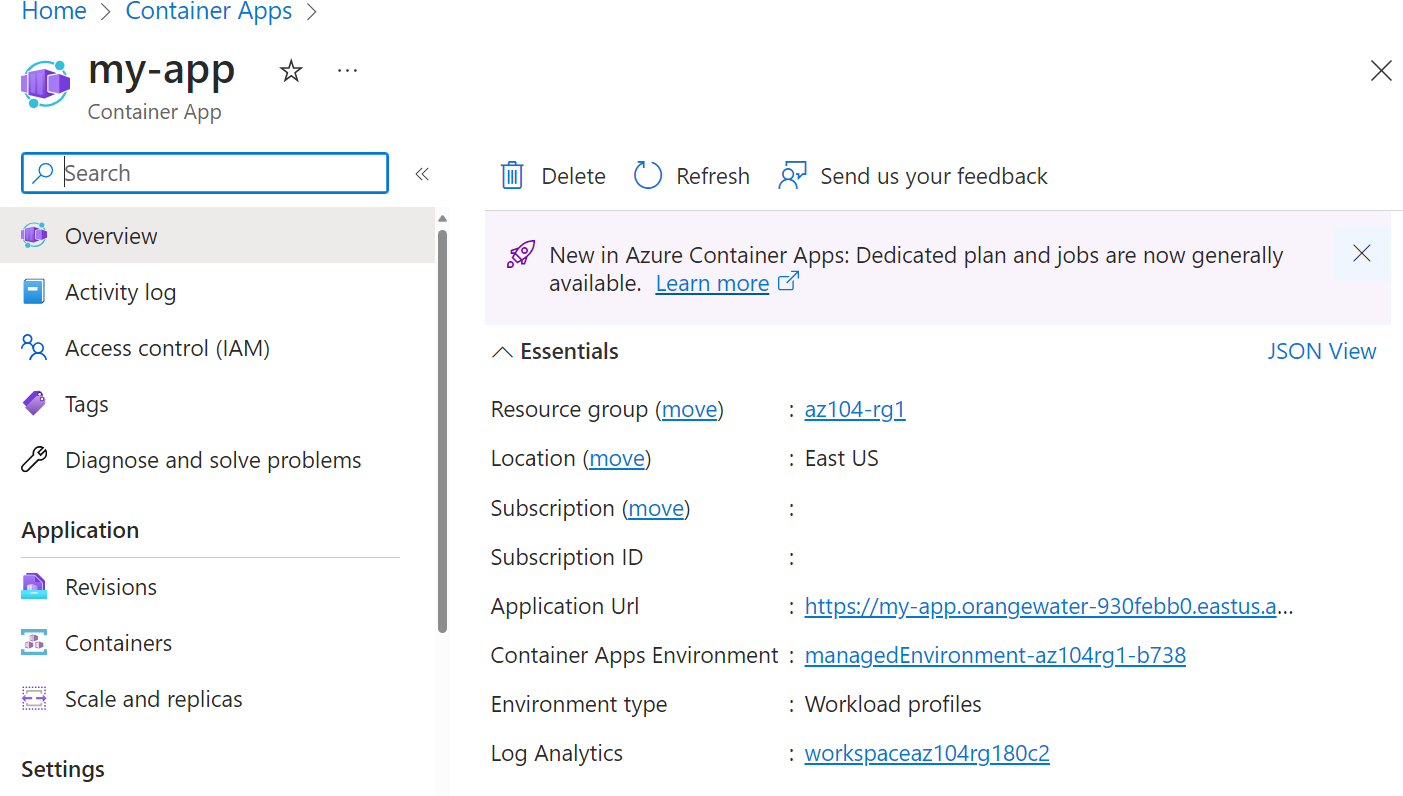 Home > Container Apps >
my-app
...
Container App
Search
«
Overview
Activity log
Access control (IAM)
Tags
Diagnose and solve problems
Application
Revisions
Containers
Scale and replicas
Settings
Delete Refresh Send us your feedback
New in Azure Container Apps: Dedicated plan and jobs are now generally
available. Learn more
Essentials JSON View
Resource group (move) : az104-rg1
Location (move) : East US
Subscription (move) :
Subscription ID :
Application Url : https://my-app.orangewater-930febb0.eastus.a...
Container Apps Environment : managedEnvironment-az104rg1-b738
Environment type : Workload profiles
Log Analytics : workspaceaz104rg180c2